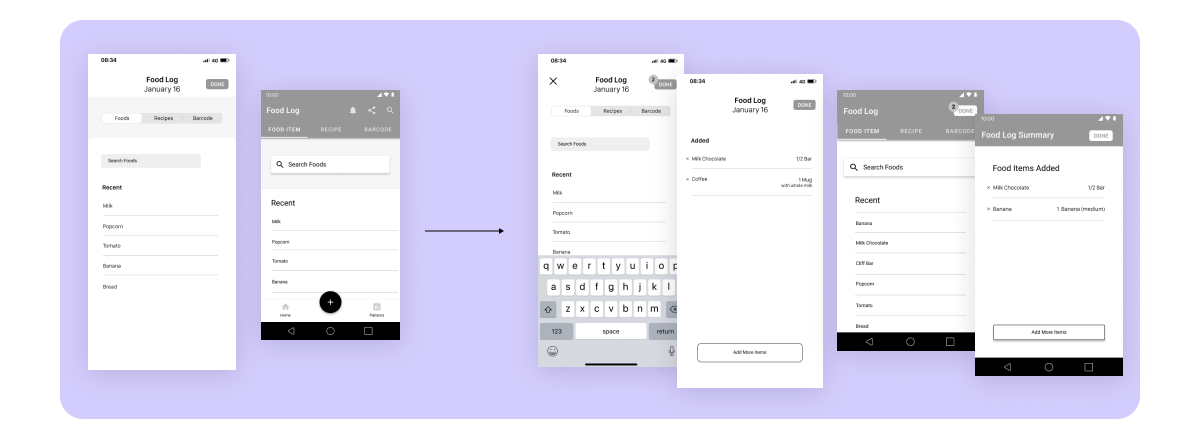 08:34
4G
Food Log
January 16
DONE
Foods
Recipes
Barcode
Search Foods
Recent
Milk
Popcorn
Tomato
Banana
Bread
10:00
Food Log
FOOD ITEM
RECIPE
BARCODE
Search Foods
Recent
Milk
Popcorn
Tomato
Banana
+
Home
Patterns
08:34
4G
Food Log
January 16
2
DONE
Foods
Recipes
Barcode
Search Foods
Recent
Milk
Popcorn
Tomato
Banana
q w e r t y u i o p
a s d f g h j k l
z x c v b n m
123
space
return
08:34
4G
Food Log
January 16
DONE
Added
× Milk Chocolate
1/2 Bar
× Coffee
1 Mug
with whole milk
Add More Items
10:00
Food Log
2
DONE
FOOD ITEM
RECIPE
BARCODE
Search Foods
Recent
Banana
Milk Chocolate
Cliff Bar
Popcorn
Tomato
Bread
10:00
Food Log Summary
DONE
Food Items Added
× Milk Chocolate
1/2 Bar
× Banana
1 Banana (medium)
Add More Items